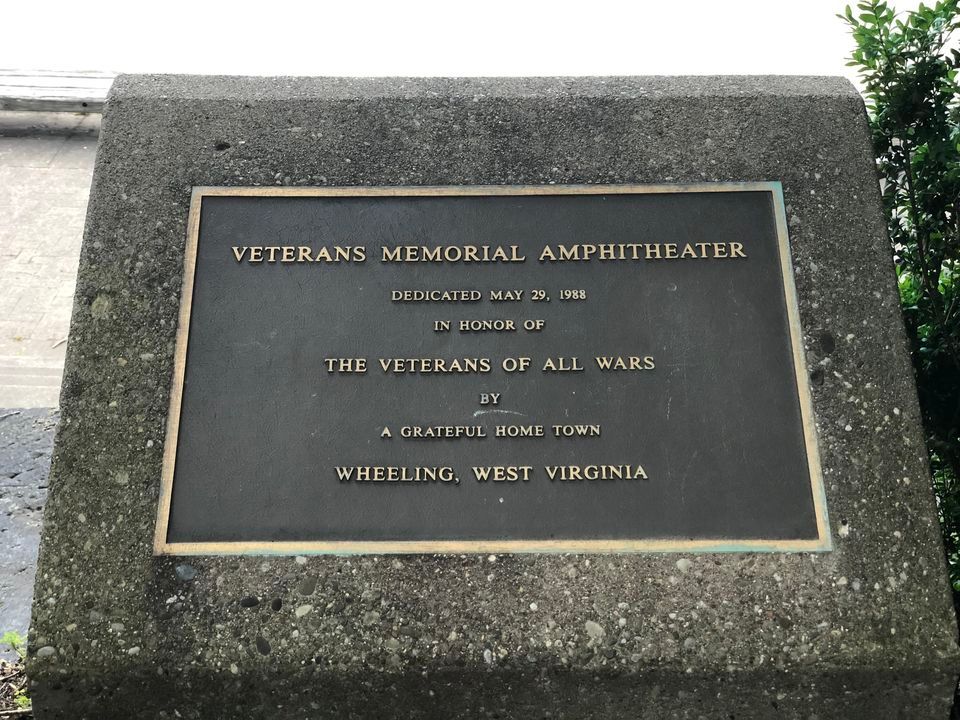 VETERANS MEMORIAL AMPHITHEATER
DEDICATED MAY 29, 1988
IN HONOR OF
THE VETERANS OF ALL WARS
BY
A GRATEFUL HOME TOWN
WHEELING, WEST VIRGINIA